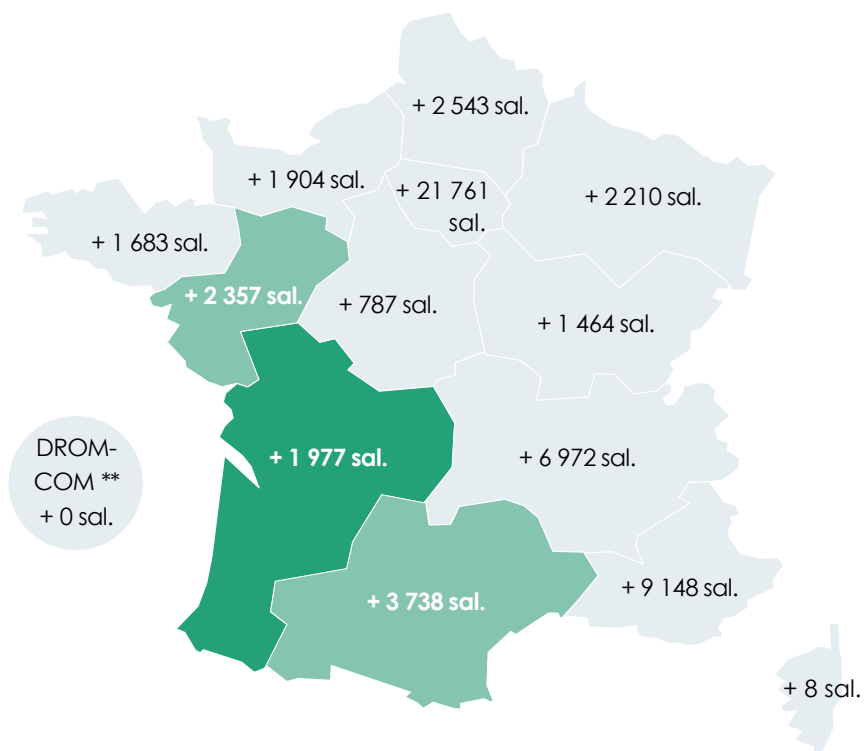 + 2 543 sal.
+ 1 904 sal.
+ 21 761
sal.
+ 2 210 sal.
+ 1 683 sal.
+ 2 357 sal.
+ 787 sal.
+ 1 464 sal.
DROM-
COM **
+ 0 sal.
+ 1 977 sal.
+ 6 972 sal.
+ 3 738 sal.
+ 9 148 sal.
+ 8 sal.